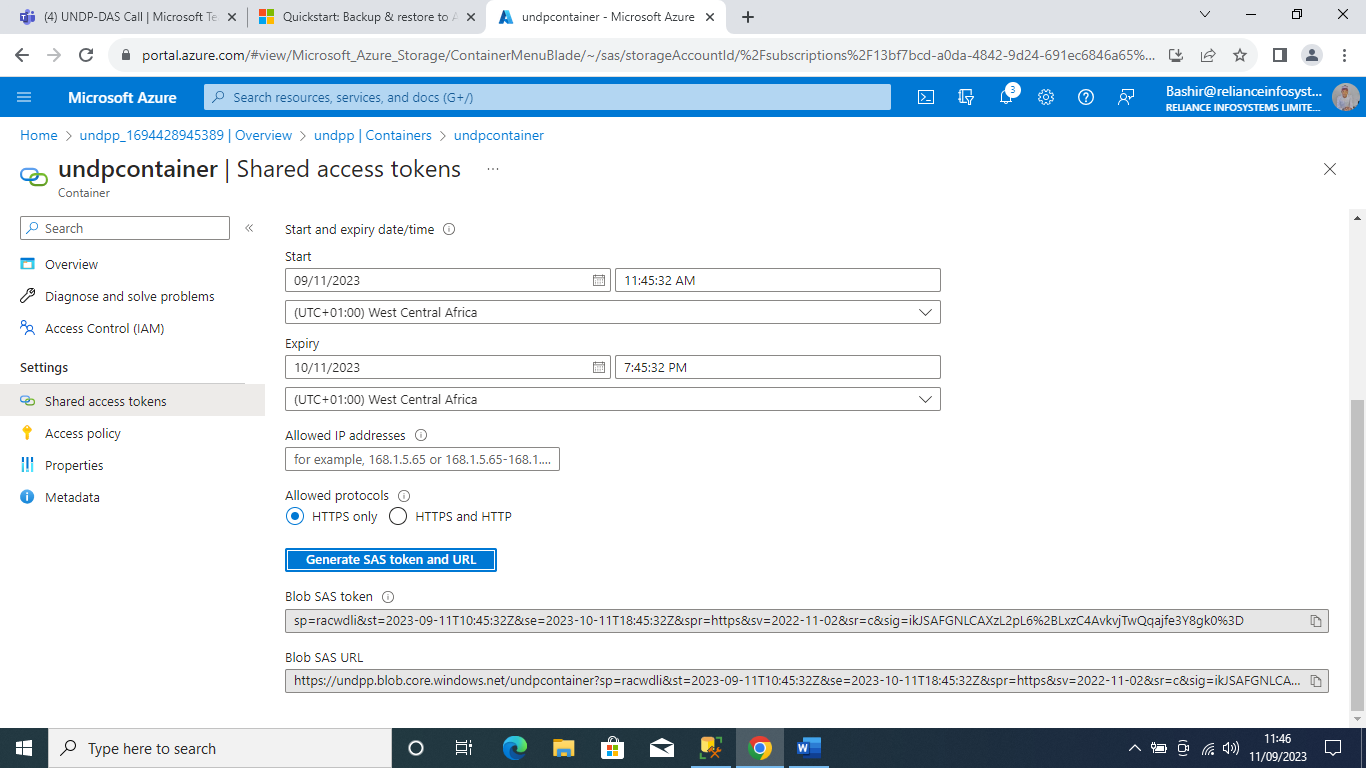 (4) UNDP-DAS Call | Microsoft Te
Quickstart: Backup & restore to A
undpcontainer - Microsoft Azure
portal.azure.com/#view/Microsoft_Azure_Storage/ContainerMenuBlade/~/sas/storageAccountId/%2Fsubscriptions%2F13bf7bcd-a0da-4842-9d24-691ec6846a65%...
Microsoft Azure
Search resources, services, and docs (G+/)
3
Bashir@relianceinfosyst...
RELIANCE INFOSYSTEMS LIMITE...
Home > undpp_1694428945389 | Overview > undpp | Containers > undpcontainer
undpcontainer | Shared access tokens ...
Container
Search
«
Overview
Diagnose and solve problems
Access Control (IAM)
Settings
Shared access tokens
Access policy
Properties
Metadata
Start and expiry date/time
Start
09/11/2023 11:45:32 AM
(UTC+01:00) West Central Africa
Expiry
10/11/2023 7:45:32 PM
(UTC+01:00) West Central Africa
Allowed IP addresses
for example, 168.1.5.65 or 168.1.5.65-168.1....
Allowed protocols
HTTPS only HTTPS and HTTP
Generate SAS token and URL
Blob SAS token
sp=racwdli&st=2023-09-11T10:45:32Z&se=2023-10-11T18:45:32Z&spr=https&sv=2022-11-02&sr=c&sig=ikJSAFGNLCAXzL2pL6%2BLxzC4AvkvjTwQqajfe3Y8gk0%3D
Blob SAS URL
https://undpp.blob.core.windows.net/undpcontainer?sp=racwdli&st=2023-09-11T10:45:32Z&se=2023-10-11T18:45:32Z&spr=https&sv=2022-11-02&sr=c&sig=ikJSAFGNLCA...
Type here to search
11:46
11/09/2023